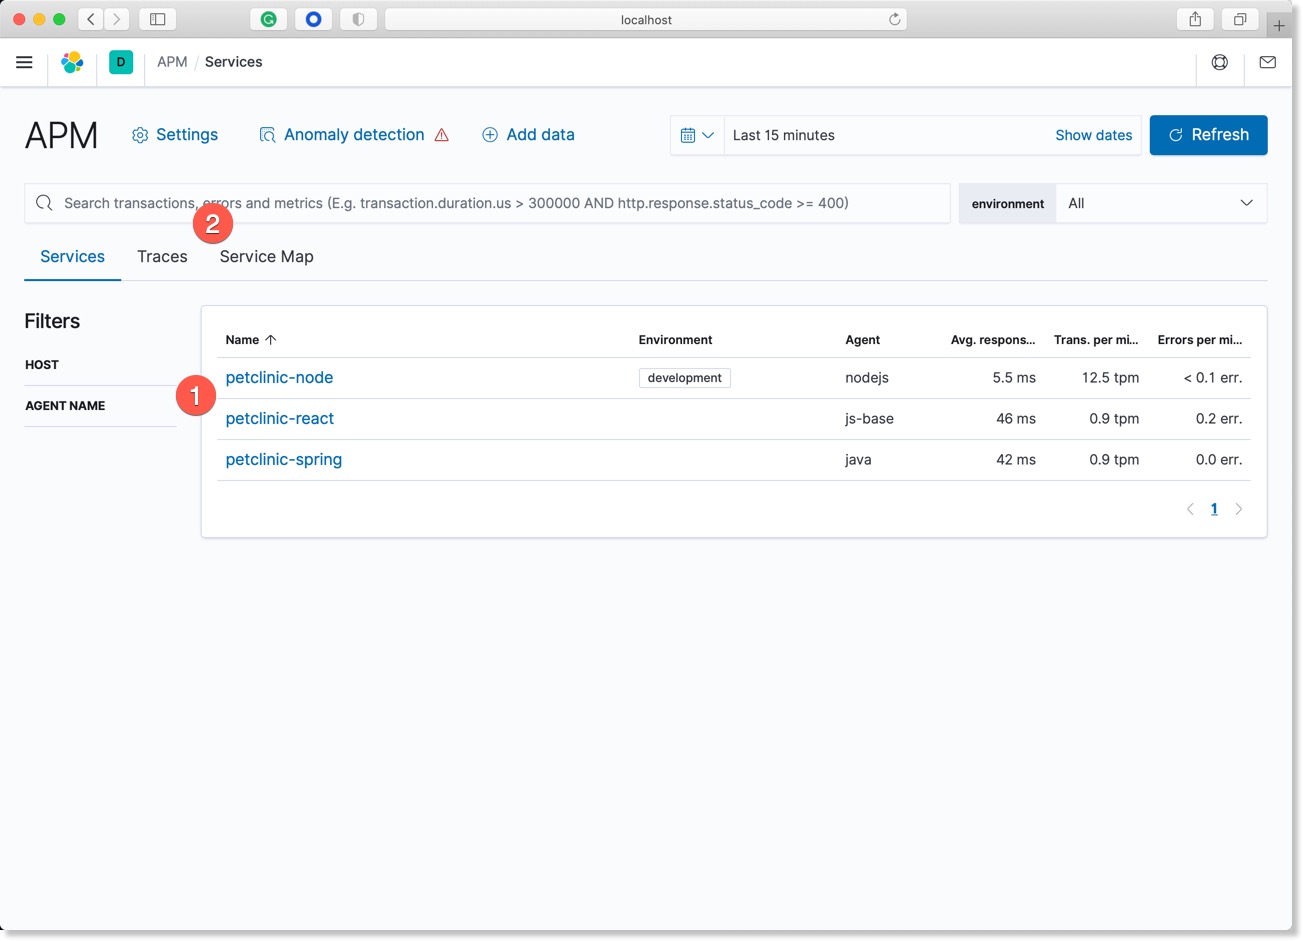 localhost
D
APM / Services
APM
Settings
Anomaly detection
Add data
Last 15 minutes
Show dates
Refresh
Search transactions, errors and metrics (E.g. transaction.duration.us > 300000 AND http.response.status_code >= 400)
environment
All
2
Services
Traces
Service Map
Filters
HOST
AGENT NAME
1
Name Environment Agent Avg. respons... Trans. per mi... Errors per mi...
petclinic-node development nodejs 5.5 ms 12.5 tpm < 0.1 err.
petclinic-react js-base 46 ms 0.9 tpm 0.2 err.
petclinic-spring java 42 ms 0.9 tpm 0.0 err.
1